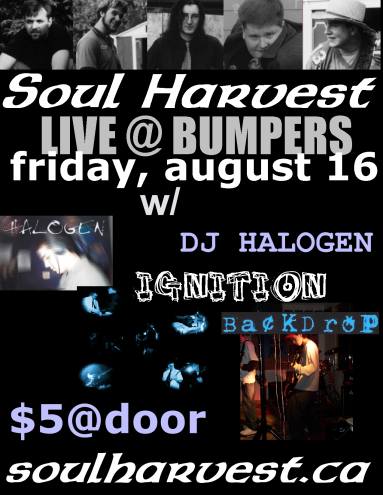 Soul Harvest
LIVE @ BUMPERS
friday, august 16
w/
HALOGEN
DJ HALOGEN
IGNITION
BaCKDrOP
$5@door
soulharvest.ca